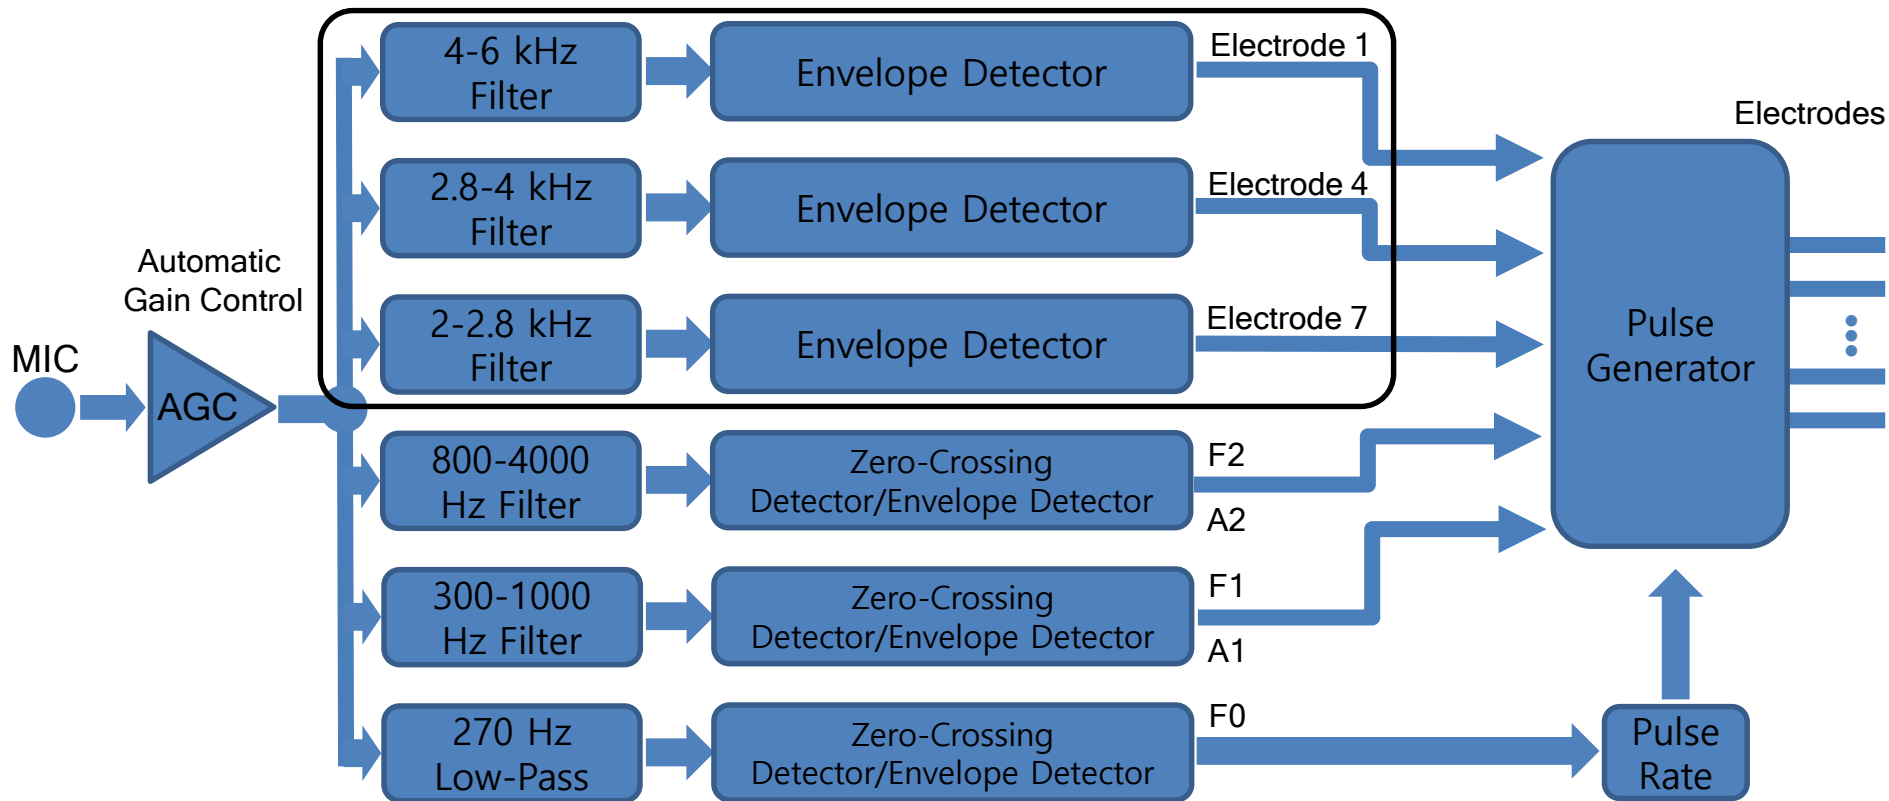 4-6 kHz
Filter
Envelope Detector
Electrode 1
Electrodes
2.8-4 kHz
Filter
Envelope Detector
Electrode 4
Automatic
Gain Control
2-2.8 kHz
Filter
Envelope Detector
Electrode 7
Pulse
Generator
MIC
AGC
800-4000
Hz Filter
Zero-Crossing
Detector/Envelope Detector
F2
A2
300-1000
Hz Filter
Zero-Crossing
Detector/Envelope Detector
F1
A1
270 Hz
Low-Pass
Zero-Crossing
Detector/Envelope Detector
F0
Pulse
Rate